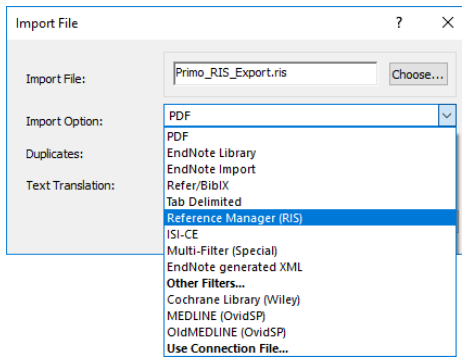 Import File ? ×
Import File: Primo_RIS_Export.ris Choose...
Import Option: PDF
PDF
Duplicates: EndNote Library
EndNote Import
Text Translation: Refer/BibIX
Tab Delimited
Reference Manager (RIS)
ISI-CE
Multi-Filter (Special)
EndNote generated XML
Other Filters...
Cochrane Library (Wiley)
MEDLINE (OvidSP)
OldMEDLINE (OvidSP)
Use Connection File...